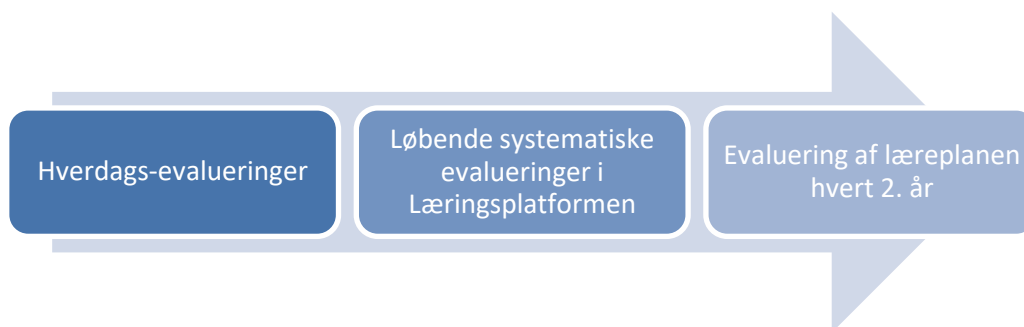 Hverdags-evalueringer
Løbende systematiske
evalueringer i
Læringsplatformen
Evaluering af læreplanen
hvert 2. år